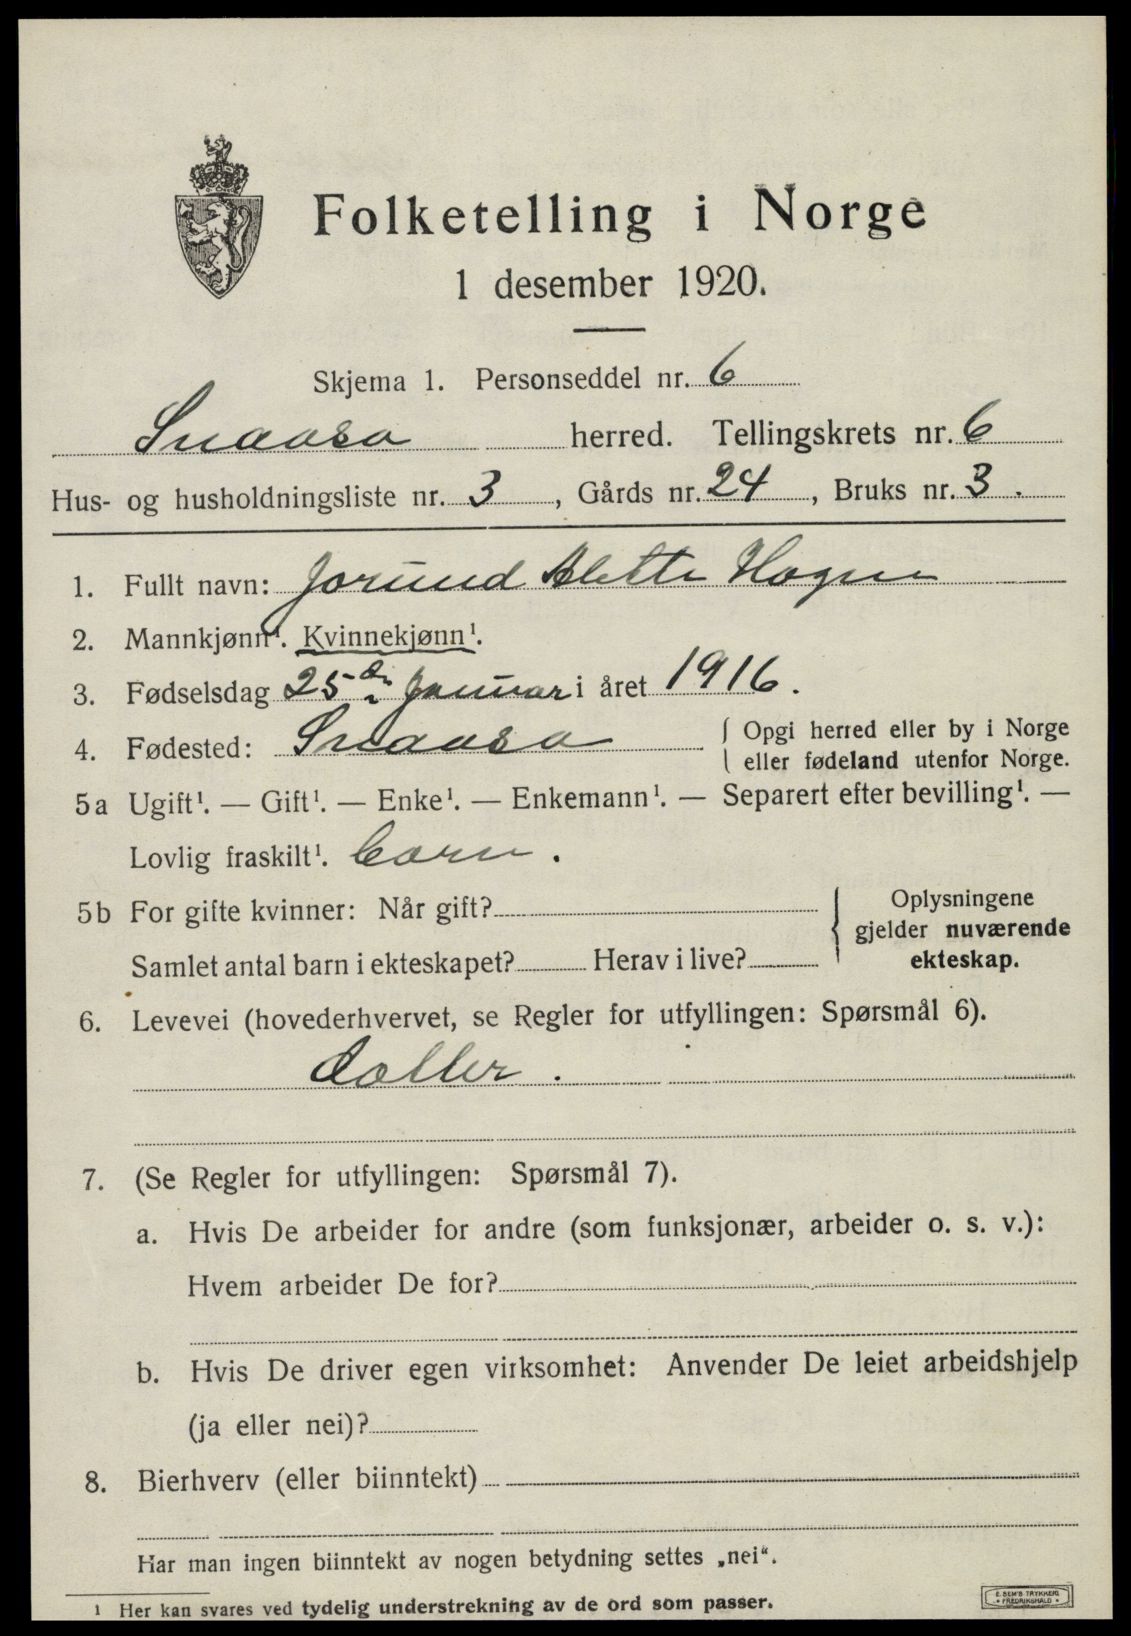 Folketelling i Norge
1 desember 1920.
Skjema 1. Personseddel nr. 6
Snaasa herred. Tellingskrets nr. 6
Hus- og husholdningsliste nr. 3, Gårds nr. 24, Bruks nr. 3.
1. Fullt navn: Jorund Alette Hagen
2. Mannkjønn¹. Kvinnekjønn¹.
3. Fødselsdag 25de Januar i året 1916.
4. Fødested: Snaasa { Opgi herred eller by i Norge
eller fødeland utenfor Norge.
5a Ugift¹. — Gift¹. — Enke¹. — Enkemann¹. — Separert efter bevilling¹. —
Lovlig fraskilt¹. barn.
5b For gifte kvinner: Når gift? { Oplysningene
gjelder nuværende
Samlet antal barn i ekteskapet? Herav i live? ekteskap.
6. Levevei (hovederhvervet, se Regler for utfyllingen: Spørsmål 6).
datter.
7. (Se Regler for utfyllingen: Spørsmål 7).
a. Hvis De arbeider for andre (som funksjonær, arbeider o. s. v.):
Hvem arbeider De for?
b. Hvis De driver egen virksomhet: Anvender De leiet arbeidshjelp
(ja eller nei)?
8. Bierhverv (eller biinntekt)
Har man ingen biinntekt av nogen betydning settes „nei“.
1 Her kan svares ved tydelig understrekning av de ord som passer.
E. SEM'S TRYKKERI
FREDRIKSHALD